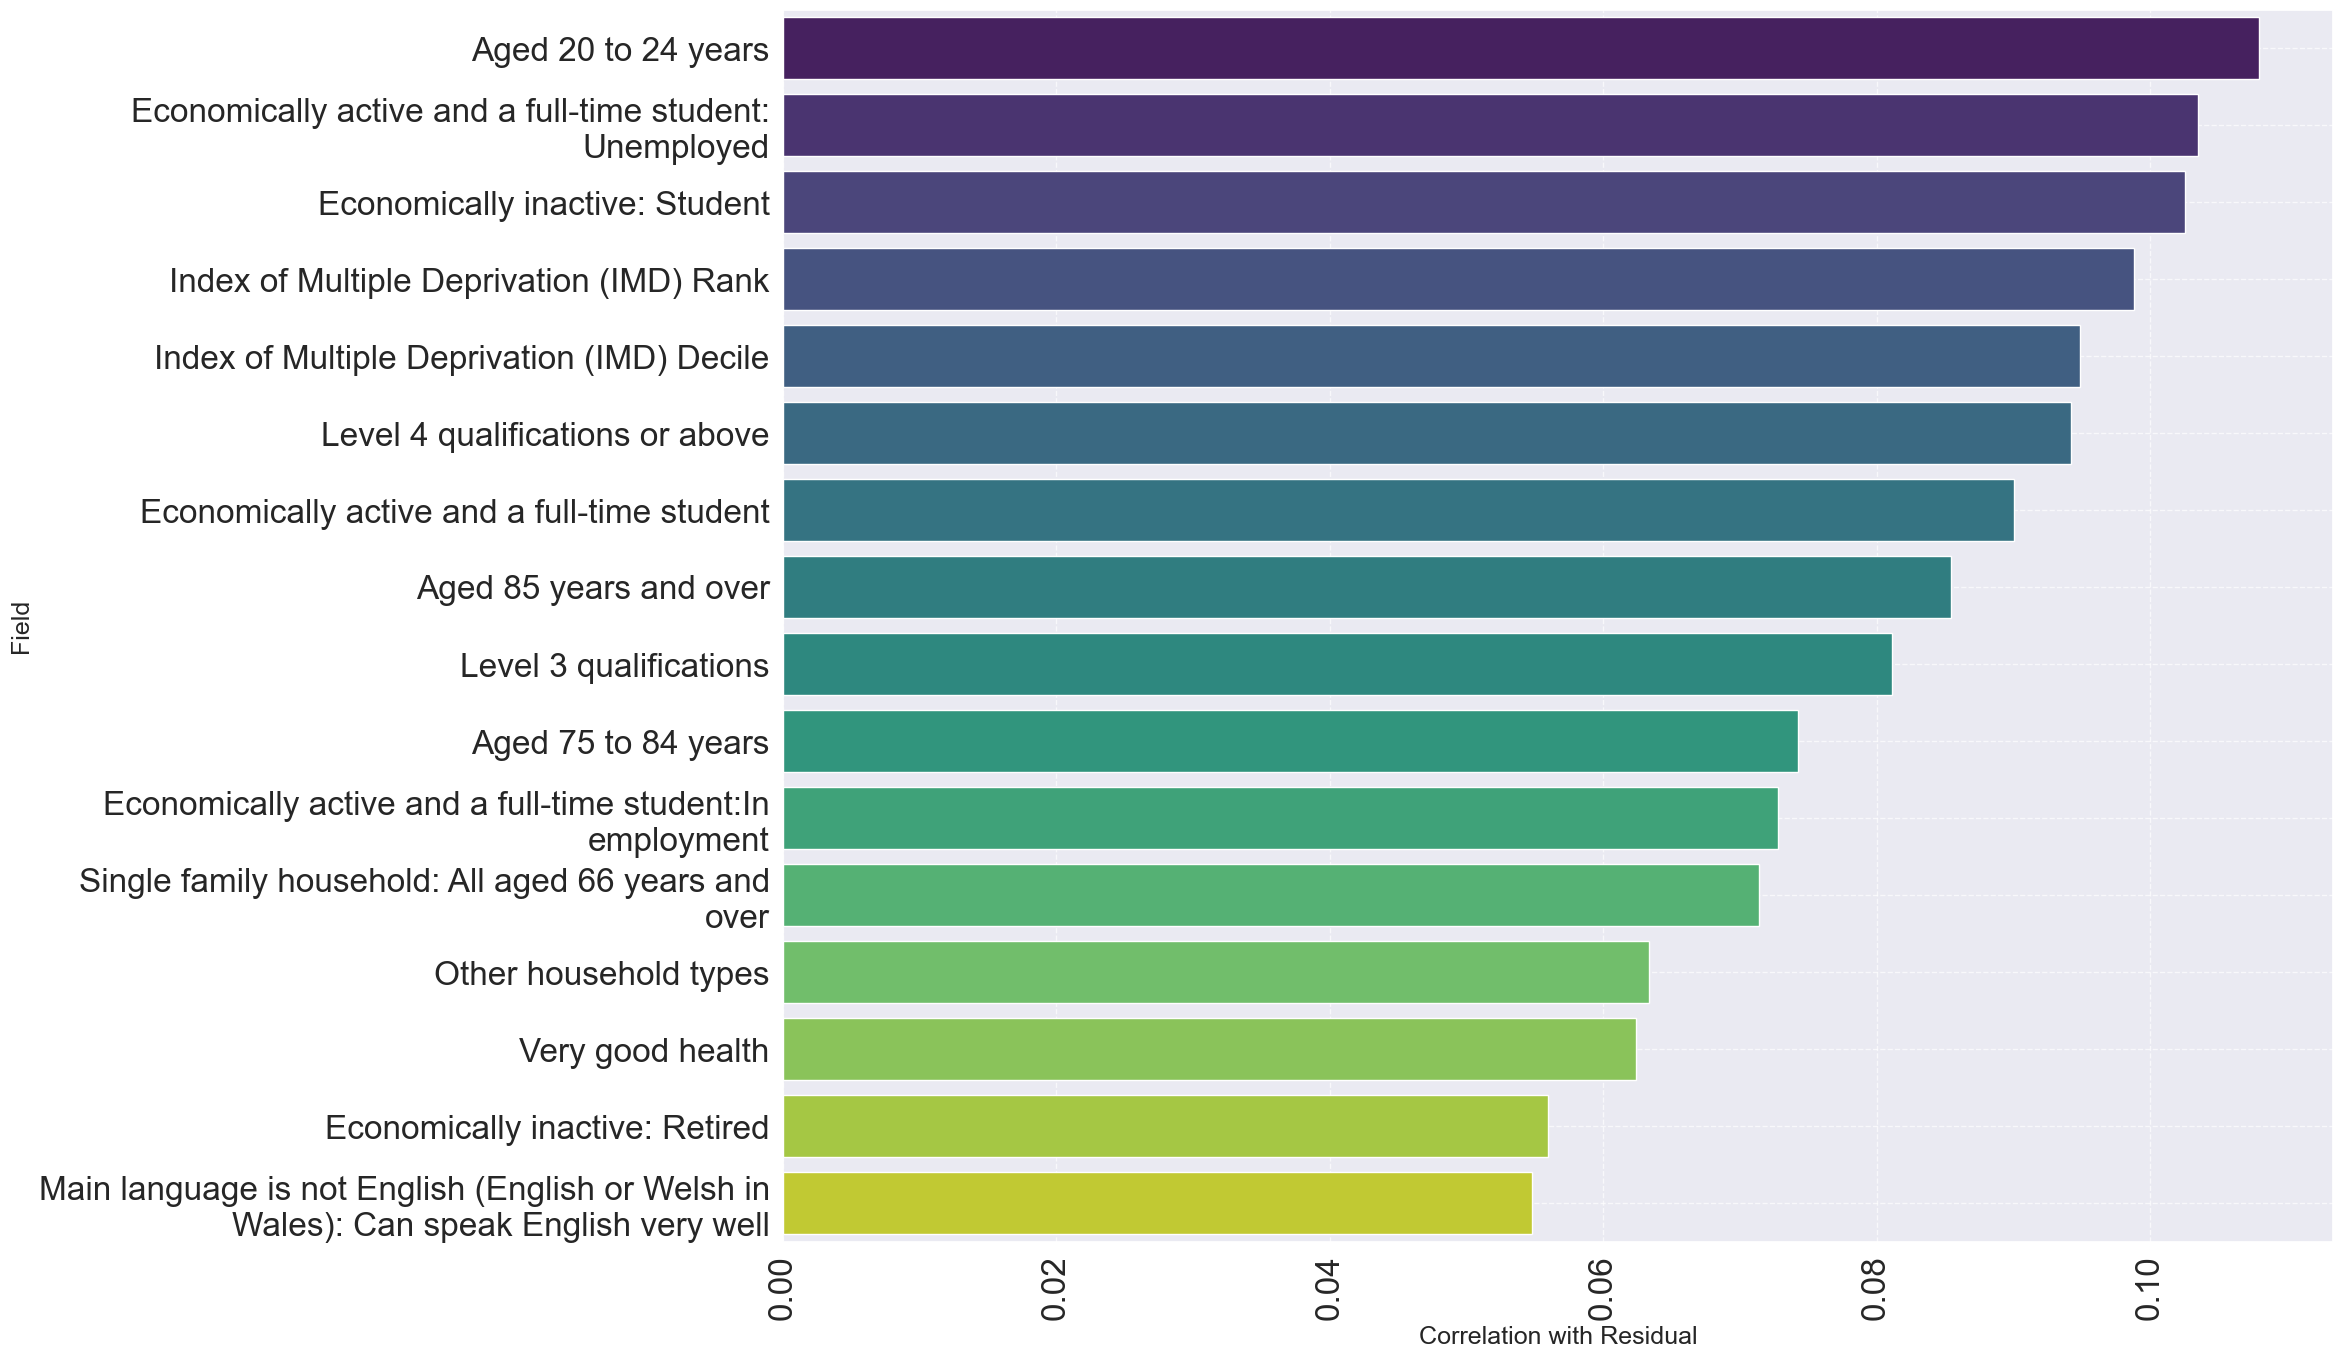 Aged 20 to 24 years
Economically active and a full-time student:
Unemployed
Economically inactive: Student
Index of Multiple Deprivation (IMD) Rank
Index of Multiple Deprivation (IMD) Decile
Level 4 qualifications or above
Economically active and a full-time student
Aged 85 years and over
Level 3 qualifications
Aged 75 to 84 years
Economically active and a full-time student:In
employment
Single family household: All aged 66 years and
over
Other household types
Very good health
Economically inactive: Retired
Main language is not English (English or Welsh in
Wales): Can speak English very well
Field
0.00
0.02
0.04
0.06
0.08
0.10
Correlation with Residual